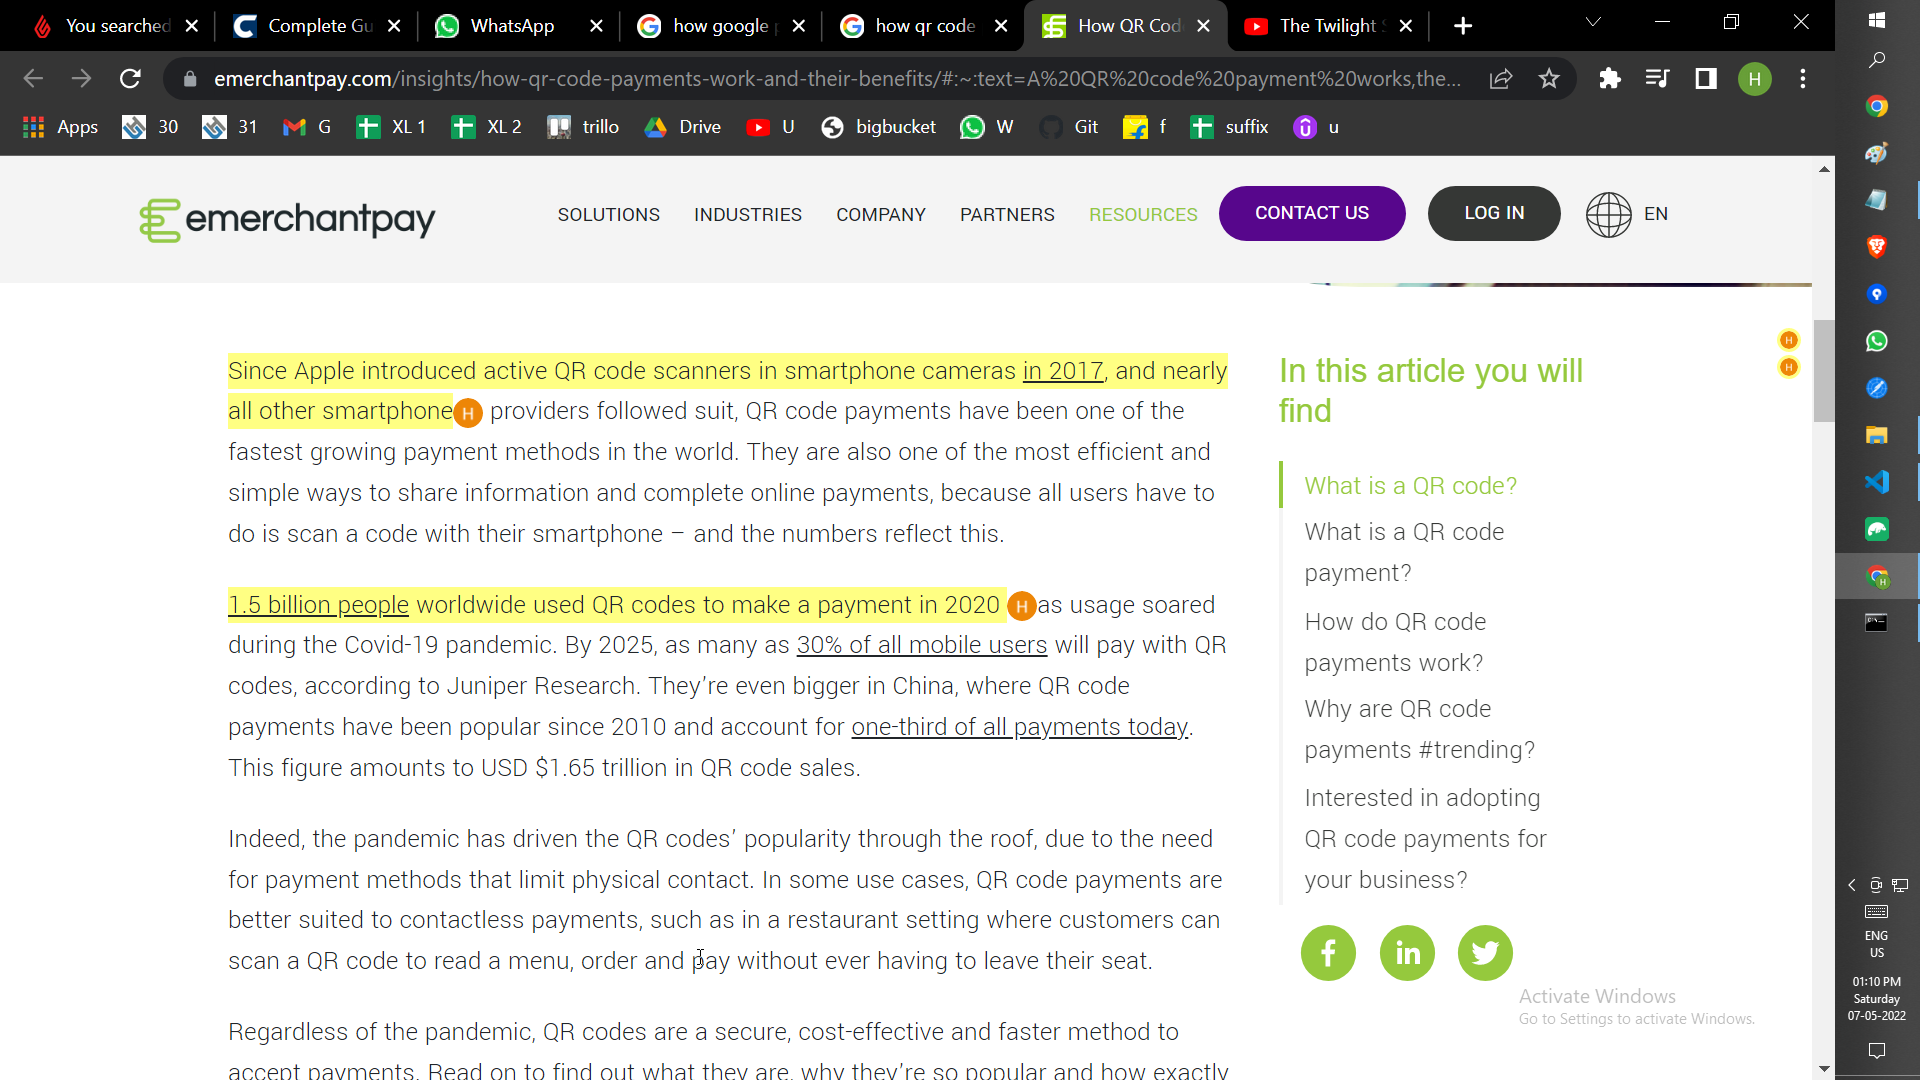 You searched
Complete Gu
WhatsApp
how google
how qr code
How QR Cod
The Twilight
emerchantpay.com/insights/how-qr-code-payments-work-and-their-benefits/#:~:text=A%20QR%20code%20payment%20works,the...
H
Apps
30
31
G
XL 1
XL 2
trillo
Drive
U
bigbucket
W
Git
f
suffix
u
emerchantpay
SOLUTIONS
INDUSTRIES
COMPANY
PARTNERS
RESOURCES
CONTACT US
LOG IN
EN
Since Apple introduced active QR code scanners in smartphone cameras in 2017, and nearly
all other smartphone H providers followed suit, QR code payments have been one of the
fastest growing payment methods in the world. They are also one of the most efficient and
simple ways to share information and complete online payments, because all users have to
do is scan a code with their smartphone – and the numbers reflect this.
1.5 billion people worldwide used QR codes to make a payment in 2020 H as usage soared
during the Covid-19 pandemic. By 2025, as many as 30% of all mobile users will pay with QR
codes, according to Juniper Research. They’re even bigger in China, where QR code
payments have been popular since 2010 and account for one-third of all payments today.
This figure amounts to USD $1.65 trillion in QR code sales.
Indeed, the pandemic has driven the QR codes’ popularity through the roof, due to the need
for payment methods that limit physical contact. In some use cases, QR code payments are
better suited to contactless payments, such as in a restaurant setting where customers can
scan a QR code to read a menu, order and pay without ever having to leave their seat.
Regardless of the pandemic, QR codes are a secure, cost-effective and faster method to
accept payments. Read on to find out what they are, why they’re so popular and how exactly
In this article you will
find
What is a QR code?
What is a QR code
payment?
How do QR code
payments work?
Why are QR code
payments #trending?
Interested in adopting
QR code payments for
your business?
H
H
Activate Windows
Go to Settings to activate Windows.
ENG
US
01:10 PM
Saturday
07-05-2022